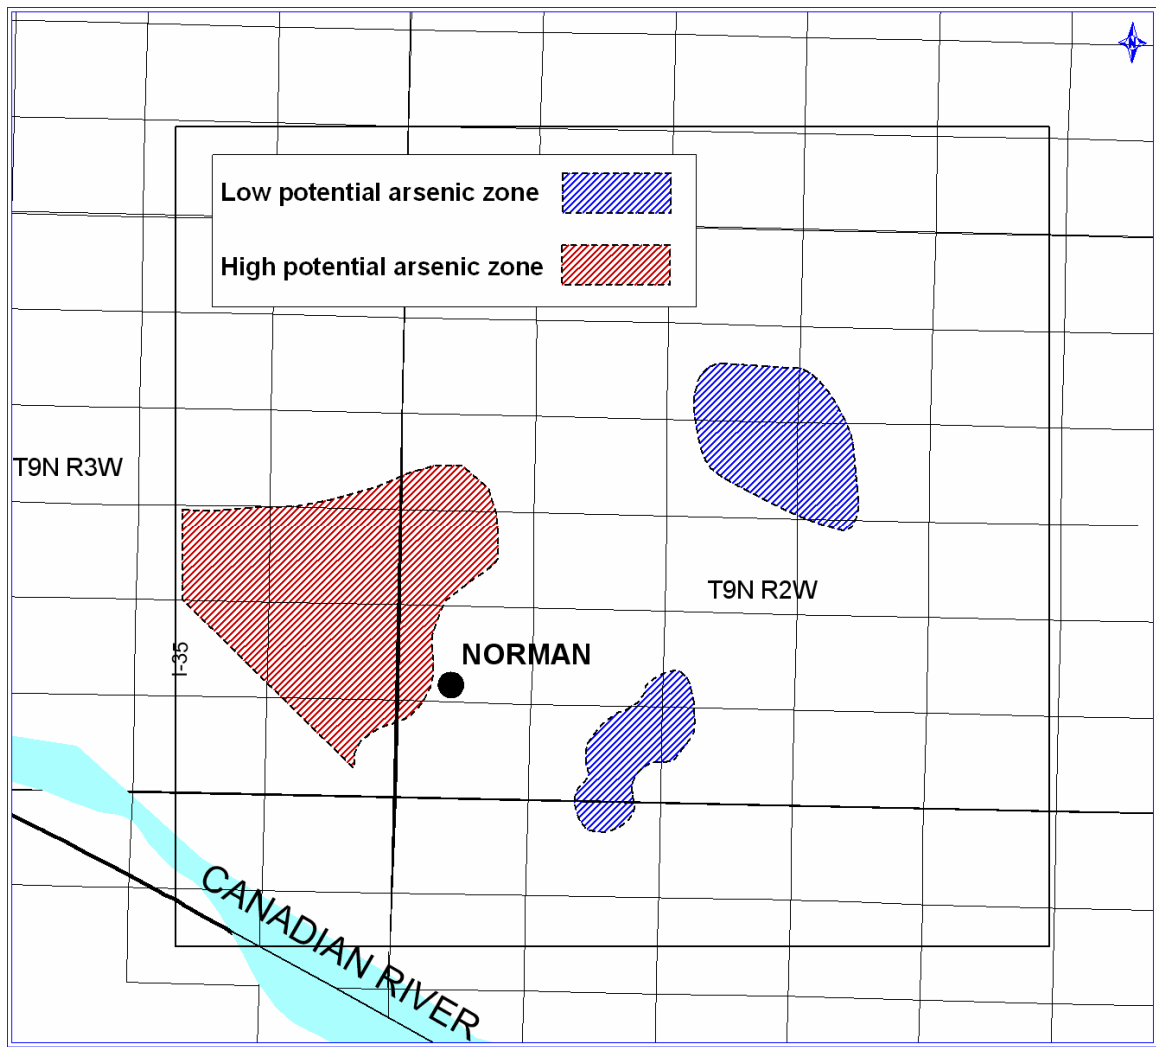 N
Low potential arsenic zone
High potential arsenic zone
T9N R3W
T9N R2W
I-35
NORMAN
CANADIAN RIVER